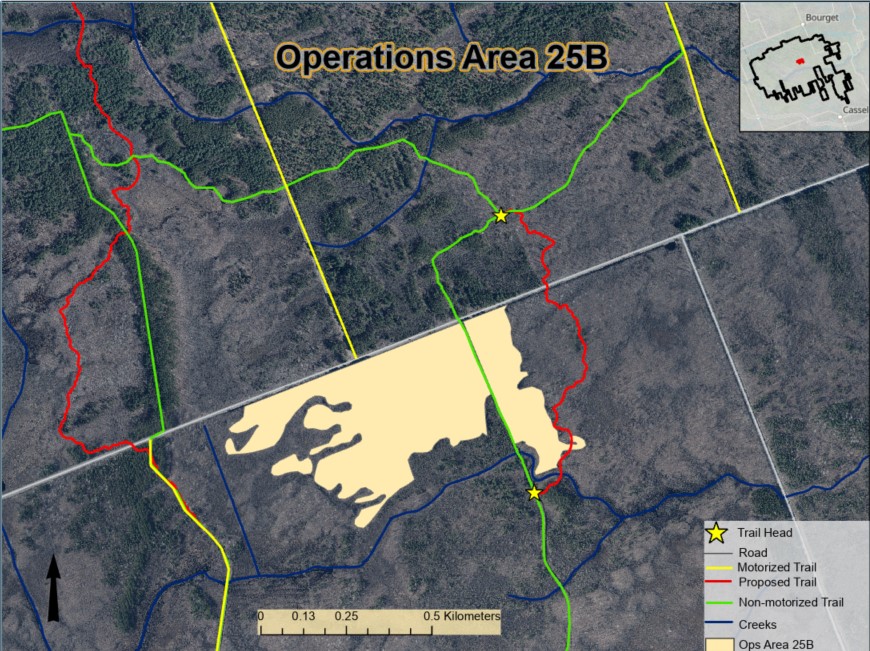 Operations Area 25B
Bourget
Cassel
0 0.13 0.25 0.5 Kilometers
Trail Head
Road
Motorized Trail
Proposed Trail
Non-motorized Trail
Creeks
Ops Area 25B